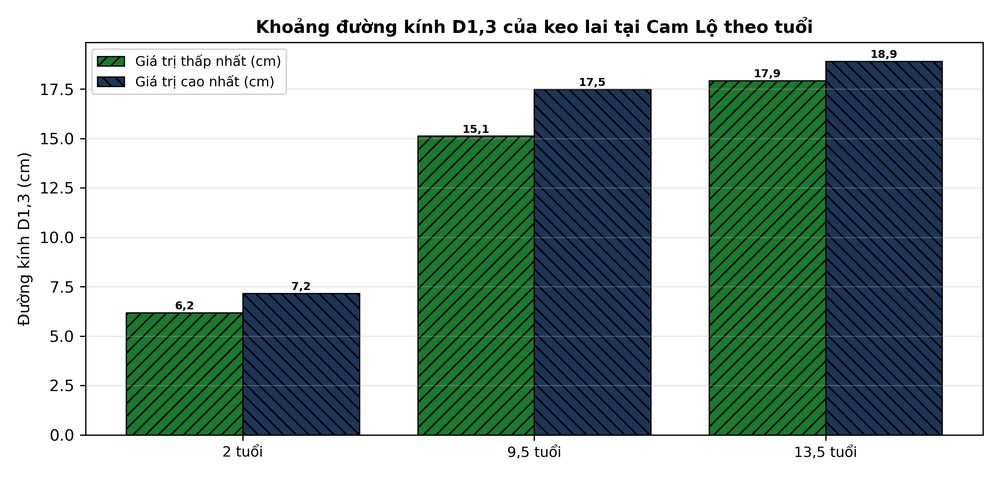 Khoảng đường kính D1,3 của keo lai tại Cam Lộ theo tuổi
Giá trị thấp nhất (cm)
Giá trị cao nhất (cm)
Đường kính D1,3 (cm)
17.5
15.0
12.5
10.0
7.5
5.0
2.5
0.0
6,2
7,2
15,1
17,5
17,9
18,9
2 tuổi
9,5 tuổi
13,5 tuổi